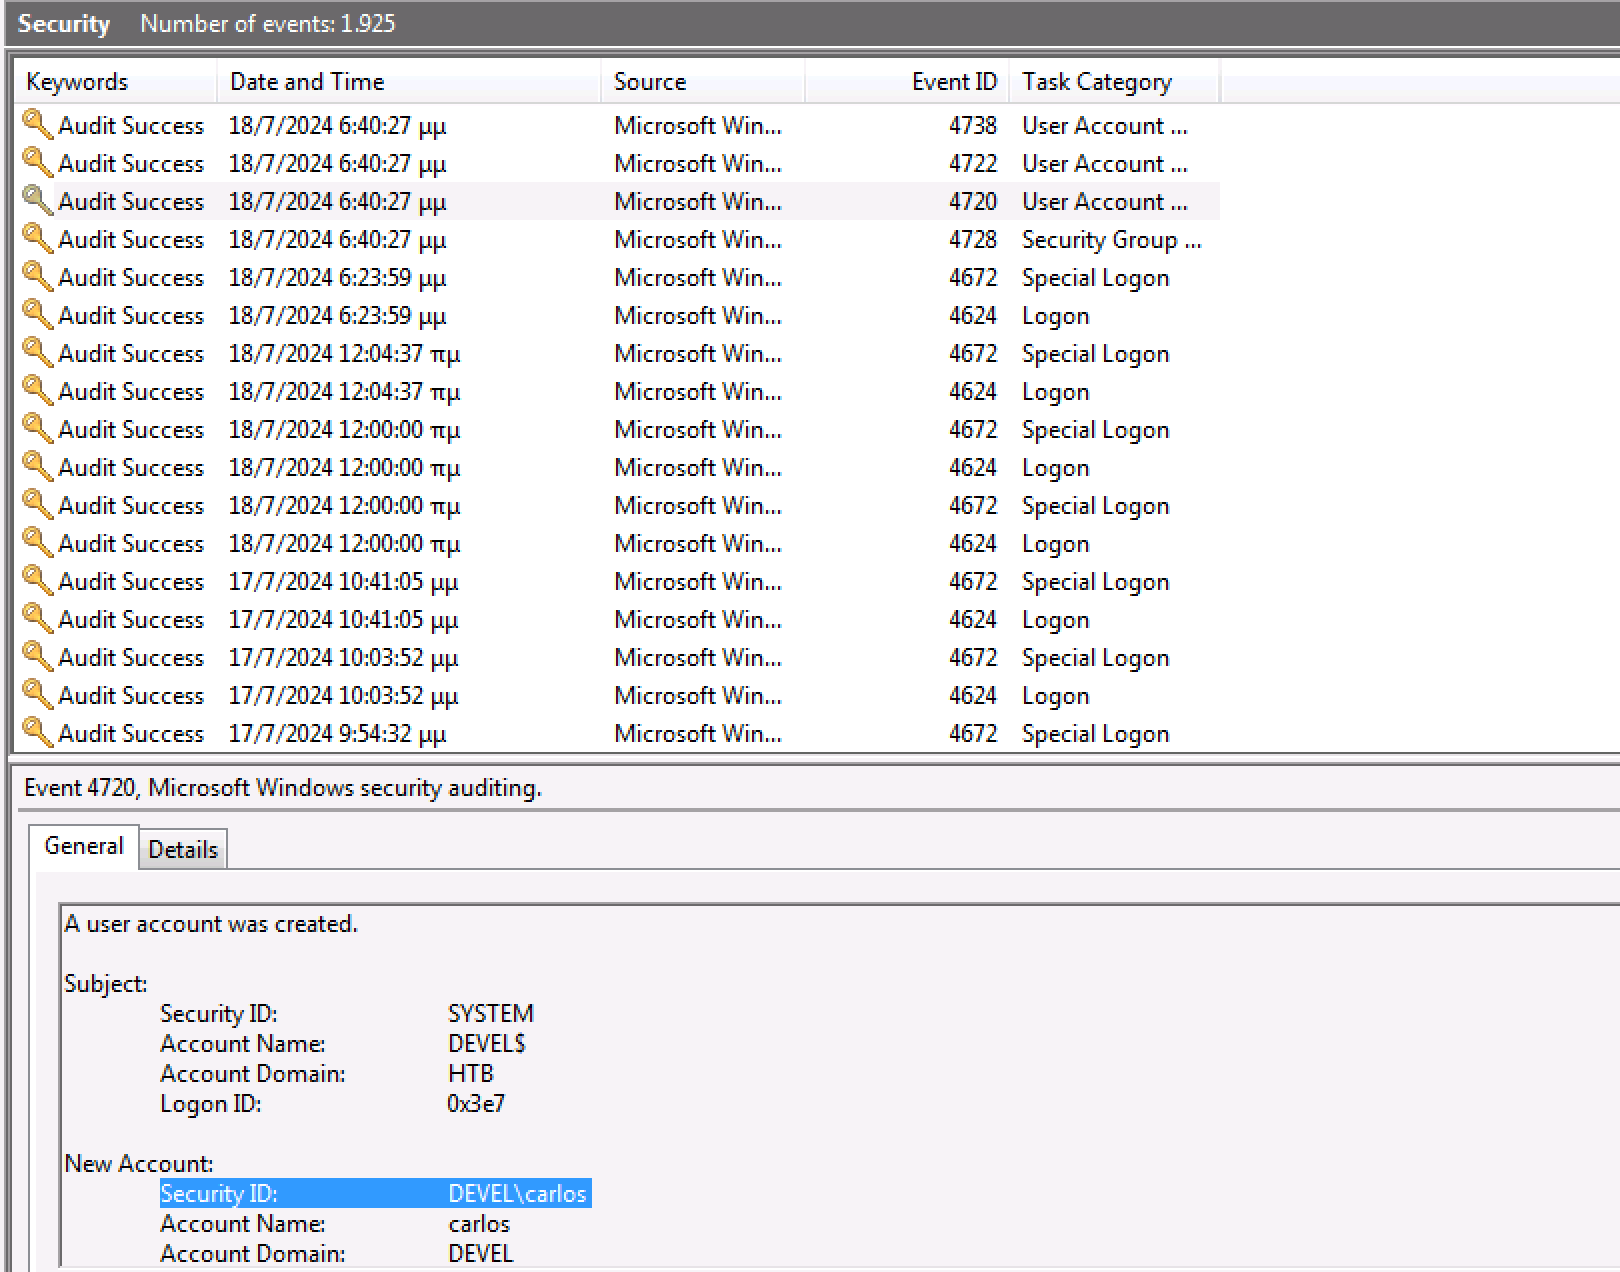 Security Number of events: 1.925
Keywords Date and Time Source Event ID Task Category
Audit Success 18/7/2024 6:40:27 μμ Microsoft Win... 4738 User Account ...
Audit Success 18/7/2024 6:40:27 μμ Microsoft Win... 4722 User Account ...
Audit Success 18/7/2024 6:40:27 μμ Microsoft Win... 4720 User Account ...
Audit Success 18/7/2024 6:40:27 μμ Microsoft Win... 4728 Security Group ...
Audit Success 18/7/2024 6:23:59 μμ Microsoft Win... 4672 Special Logon
Audit Success 18/7/2024 6:23:59 μμ Microsoft Win... 4624 Logon
Audit Success 18/7/2024 12:04:37 πμ Microsoft Win... 4672 Special Logon
Audit Success 18/7/2024 12:04:37 πμ Microsoft Win... 4624 Logon
Audit Success 18/7/2024 12:00:00 πμ Microsoft Win... 4672 Special Logon
Audit Success 18/7/2024 12:00:00 πμ Microsoft Win... 4624 Logon
Audit Success 18/7/2024 12:00:00 πμ Microsoft Win... 4672 Special Logon
Audit Success 18/7/2024 12:00:00 πμ Microsoft Win... 4624 Logon
Audit Success 17/7/2024 10:41:05 μμ Microsoft Win... 4672 Special Logon
Audit Success 17/7/2024 10:41:05 μμ Microsoft Win... 4624 Logon
Audit Success 17/7/2024 10:03:52 μμ Microsoft Win... 4672 Special Logon
Audit Success 17/7/2024 10:03:52 μμ Microsoft Win... 4624 Logon
Audit Success 17/7/2024 9:54:32 μμ Microsoft Win... 4672 Special Logon
Event 4720, Microsoft Windows security auditing.
General Details
A user account was created.
Subject:
Security ID: SYSTEM
Account Name: DEVEL$
Account Domain: HTB
Logon ID: 0x3e7
New Account:
Security ID: DEVEL\carlos
Account Name: carlos
Account Domain: DEVEL